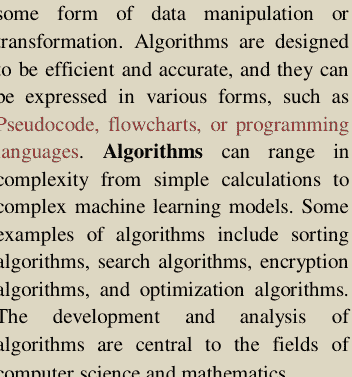 some form of data manipulation or
transformation. Algorithms are designed
to be efficient and accurate, and they can
be expressed in various forms, such as
Pseudocode, flowcharts, or programming
languages. Algorithms can range in
complexity from simple calculations to
complex machine learning models. Some
examples of algorithms include sorting
algorithms, search algorithms, encryption
algorithms, and optimization algorithms.
The development and analysis of
algorithms are central to the fields of
computer science and mathematics.